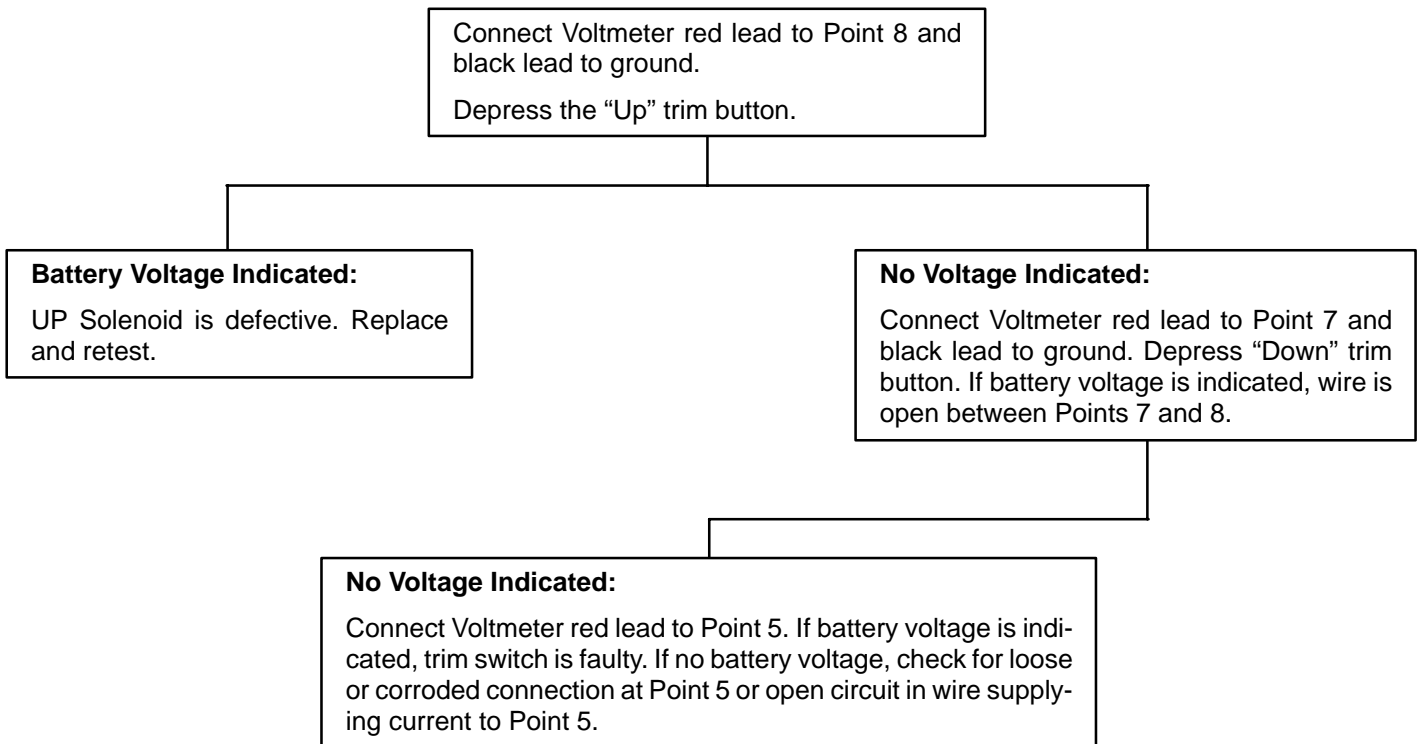 Connect Voltmeter red lead to Point 8 and
black lead to ground.
Depress the “Up” trim button.
Battery Voltage Indicated:
UP Solenoid is defective. Replace
and retest.
No Voltage Indicated:
Connect Voltmeter red lead to Point 7 and
black lead to ground. Depress “Down” trim
button. If battery voltage is indicated, wire is
open between Points 7 and 8.
No Voltage Indicated:
Connect Voltmeter red lead to Point 5. If battery voltage is indi-
cated, trim switch is faulty. If no battery voltage, check for loose
or corroded connection at Point 5 or open circuit in wire supply-
ing current to Point 5.